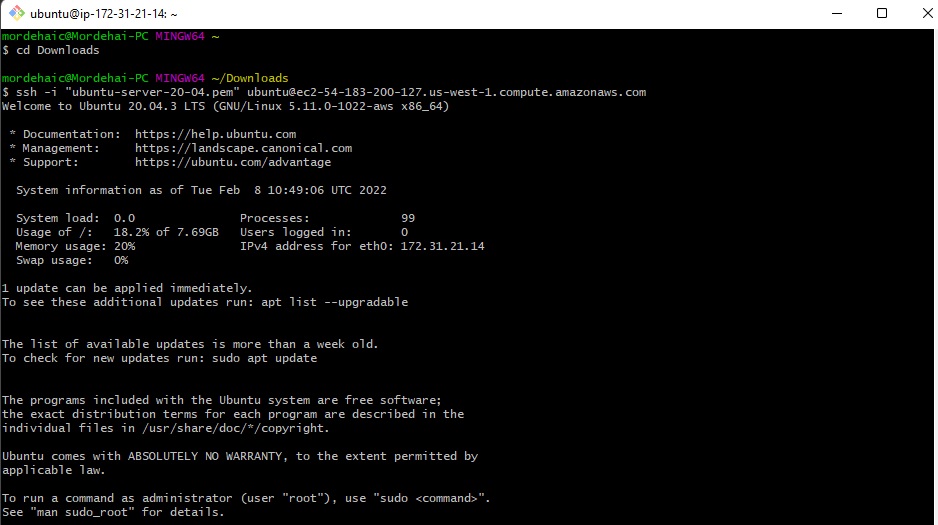 ubuntu@ip-172-31-21-14: ~
mordehaic@Mordehai-PC MINGW64 ~
$ cd Downloads
mordehaic@Mordehai-PC MINGW64 ~/Downloads
$ ssh -i "ubuntu-server-20-04.pem" ubuntu@ec2-54-183-200-127.us-west-1.compute.amazonaws.com
Welcome to Ubuntu 20.04.3 LTS (GNU/Linux 5.11.0-1022-aws x86_64)
* Documentation:  https://help.ubuntu.com
* Management:     https://landscape.canonical.com
* Support:        https://ubuntu.com/advantage
System information as of Tue Feb  8 10:49:06 UTC 2022
System load:  0.0               Processes:             99
Usage of /:   18.2% of 7.69GB   Users logged in:       0
Memory usage: 20%               IPv4 address for eth0: 172.31.21.14
Swap usage:   0%
1 update can be applied immediately.
To see these additional updates run: apt list --upgradable
The list of available updates is more than a week old.
To check for new updates run: sudo apt update
The programs included with the Ubuntu system are free software;
the exact distribution terms for each program are described in the
individual files in /usr/share/doc/*/copyright.
Ubuntu comes with ABSOLUTELY NO WARRANTY, to the extent permitted by
applicable law.
To run a command as administrator (user "root"), use "sudo <command>".
See "man sudo_root" for details.